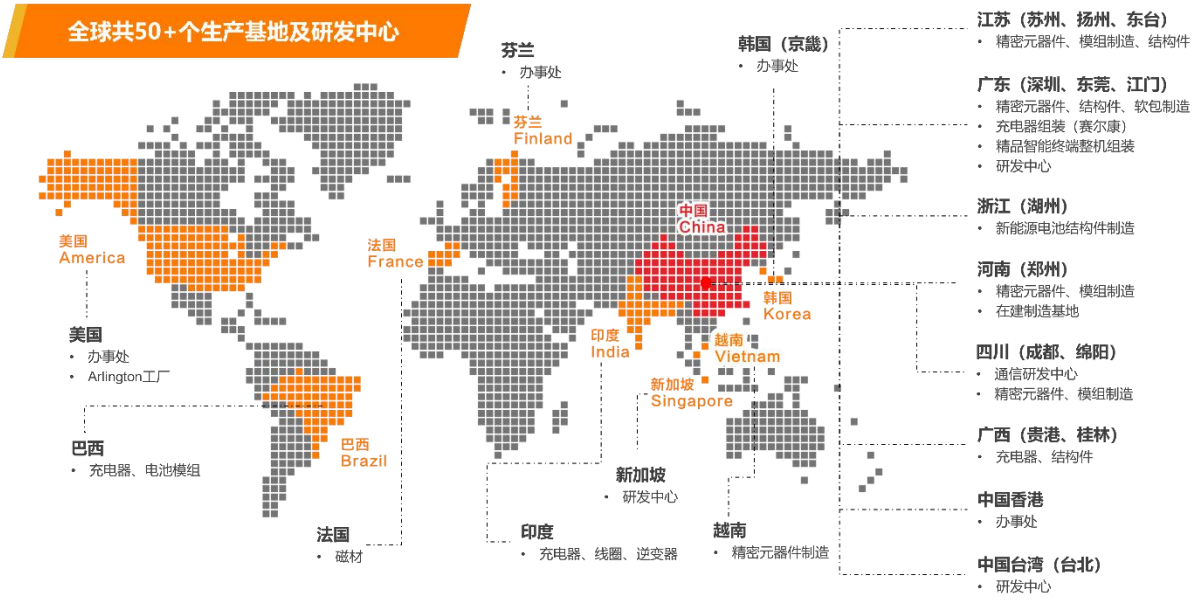 全球共50+个生产基地及研发中心
芬兰
• 办事处
韩国（京畿）
• 办事处
芬兰
Finland
中国
China
美国
America
法国
France
韩国
Korea
印度
India
越南
Vietnam
新加坡
Singapore
巴西
Brazil
美国
• 办事处
• Arlington工厂
巴西
• 充电器、电池模组
法国
• 磁材
印度
• 充电器、线圈、逆变器
新加坡
• 研发中心
越南
• 精密元器件制造
江苏（苏州、扬州、东台）
• 精密元器件、模组制造、结构件
广东（深圳、东莞、江门）
• 精密元器件、结构件、软包制造
• 充电器组装（赛尔康）
• 精品智能终端整机组装
• 研发中心
浙江（湖州）
• 新能源电池结构件制造
河南（郑州）
• 精密元器件、模组制造
• 在建制造基地
四川（成都、绵阳）
• 通信研发中心
• 精密元器件、模组制造
广西（贵港、桂林）
• 充电器、结构件
中国香港
• 办事处
中国台湾（台北）
• 研发中心